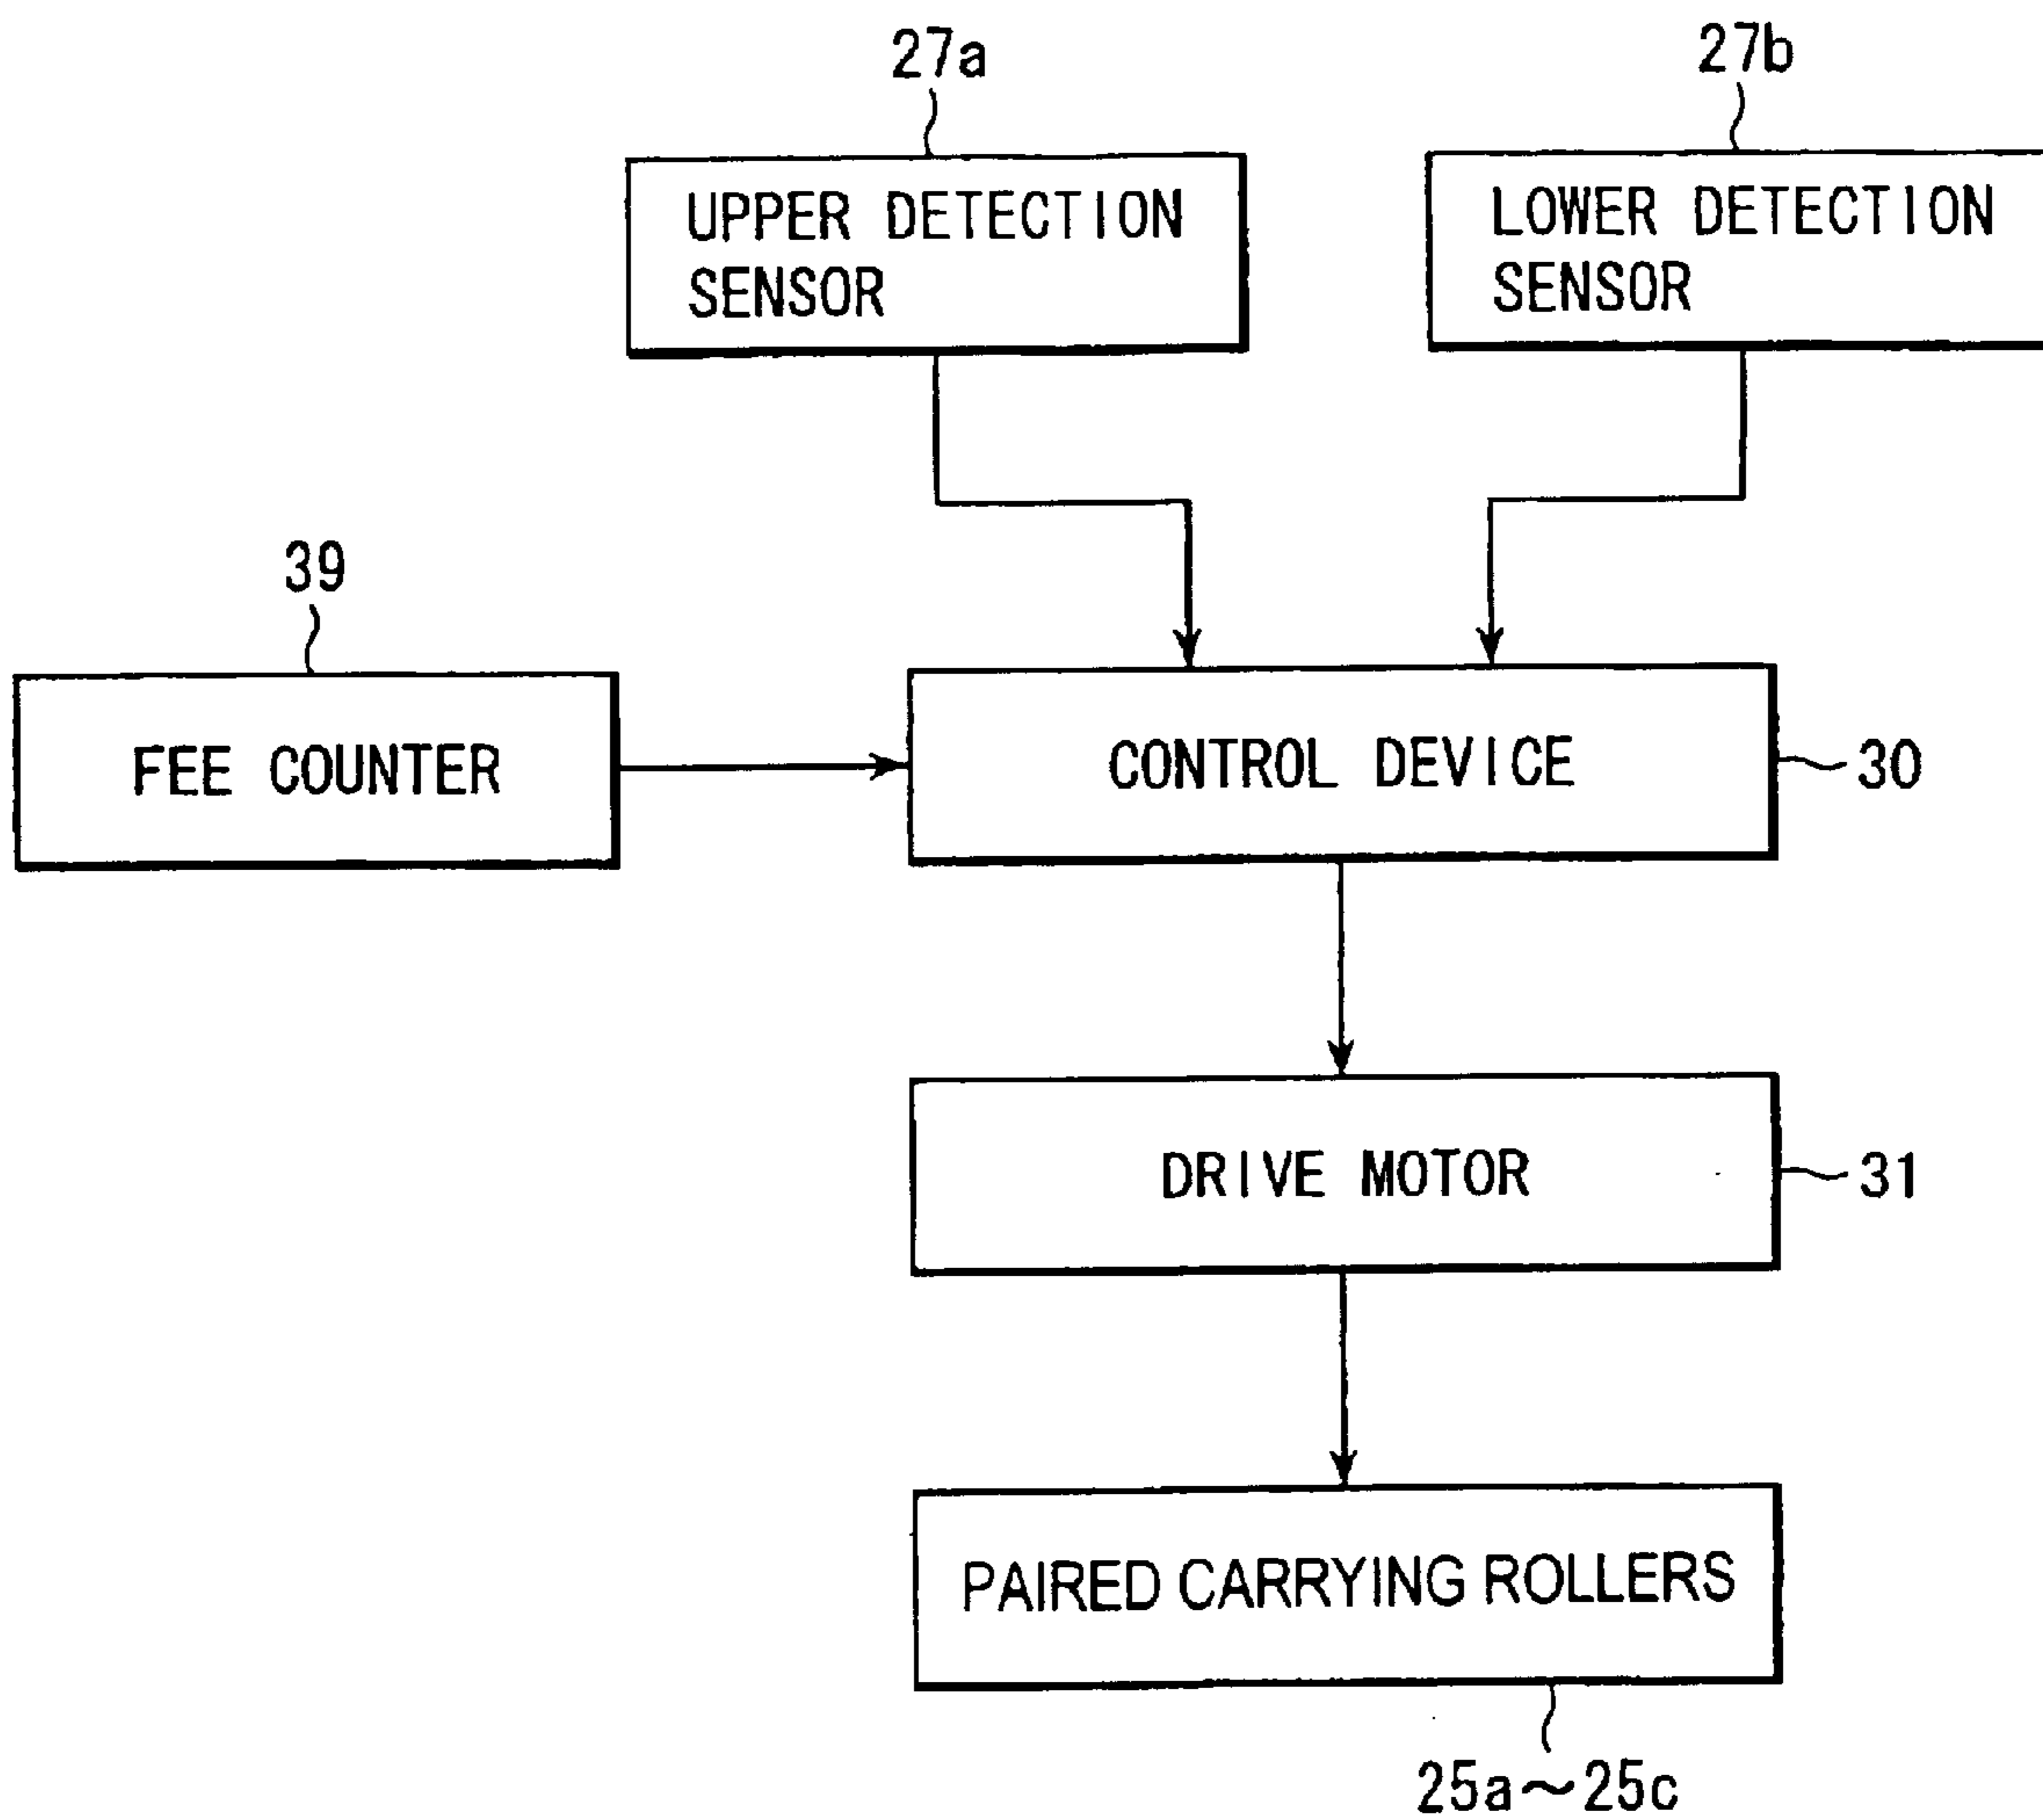 27a
27b
UPPER DETECTION
SENSOR
LOWER DETECTION
SENSOR
39
FEE COUNTER
CONTROL DEVICE
30
DRIVE MOTOR
31
PAIRED CARRYING ROLLERS
25a〜25c